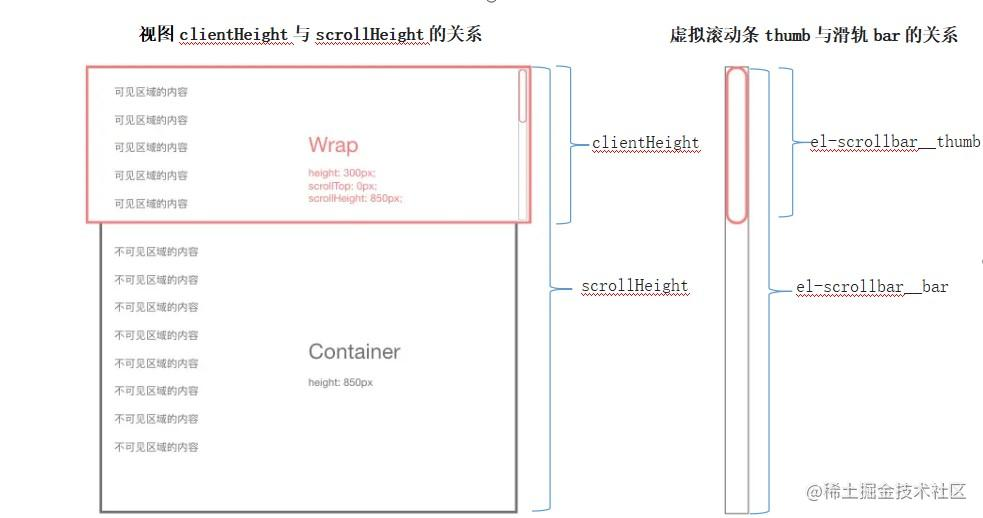 视图 clientHeight 与 scrollHeight 的关系
虚拟滚动条 thumb 与滑轨 bar 的关系
可见区域的内容
可见区域的内容
可见区域的内容
可见区域的内容
可见区域的内容
Wrap
height: 300px;
scrollTop: 0px;
scrollHeight: 850px;
clientHeight
不可见区域的内容
不可见区域的内容
不可见区域的内容
不可见区域的内容
不可见区域的内容
不可见区域的内容
不可见区域的内容
不可见区域的内容
Container
height: 850px
scrollHeight
el-scrollbar__thumb
el-scrollbar__bar
@稀土掘金技术社区